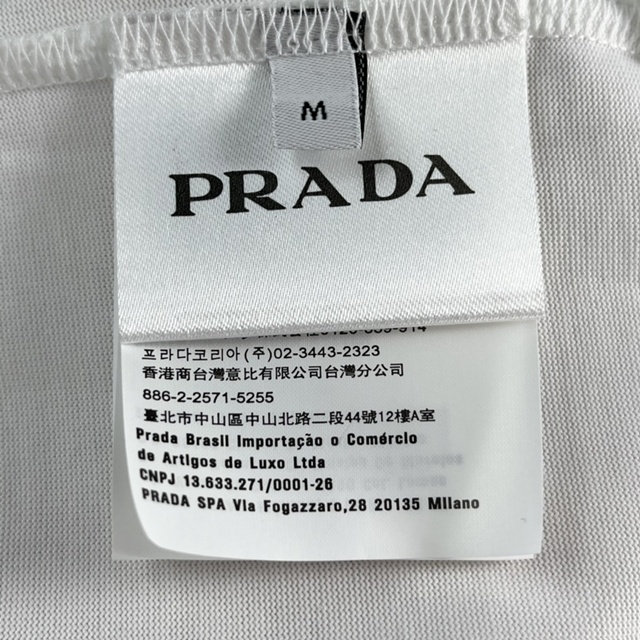 M
PRADA
0120-559-914
프라다코리아(주)02-3443-2323
香港商台灣意比有限公司台灣分公司
886-2-2571-5255
臺北市中山區中山北路二段44號12樓A室
Prada Brasil Importação o Comércio
de Artigos de Luxo Ltda
CNPJ 13.633.271/0001-26
PRADA SPA Via Fogazzaro,28 20135 Milano